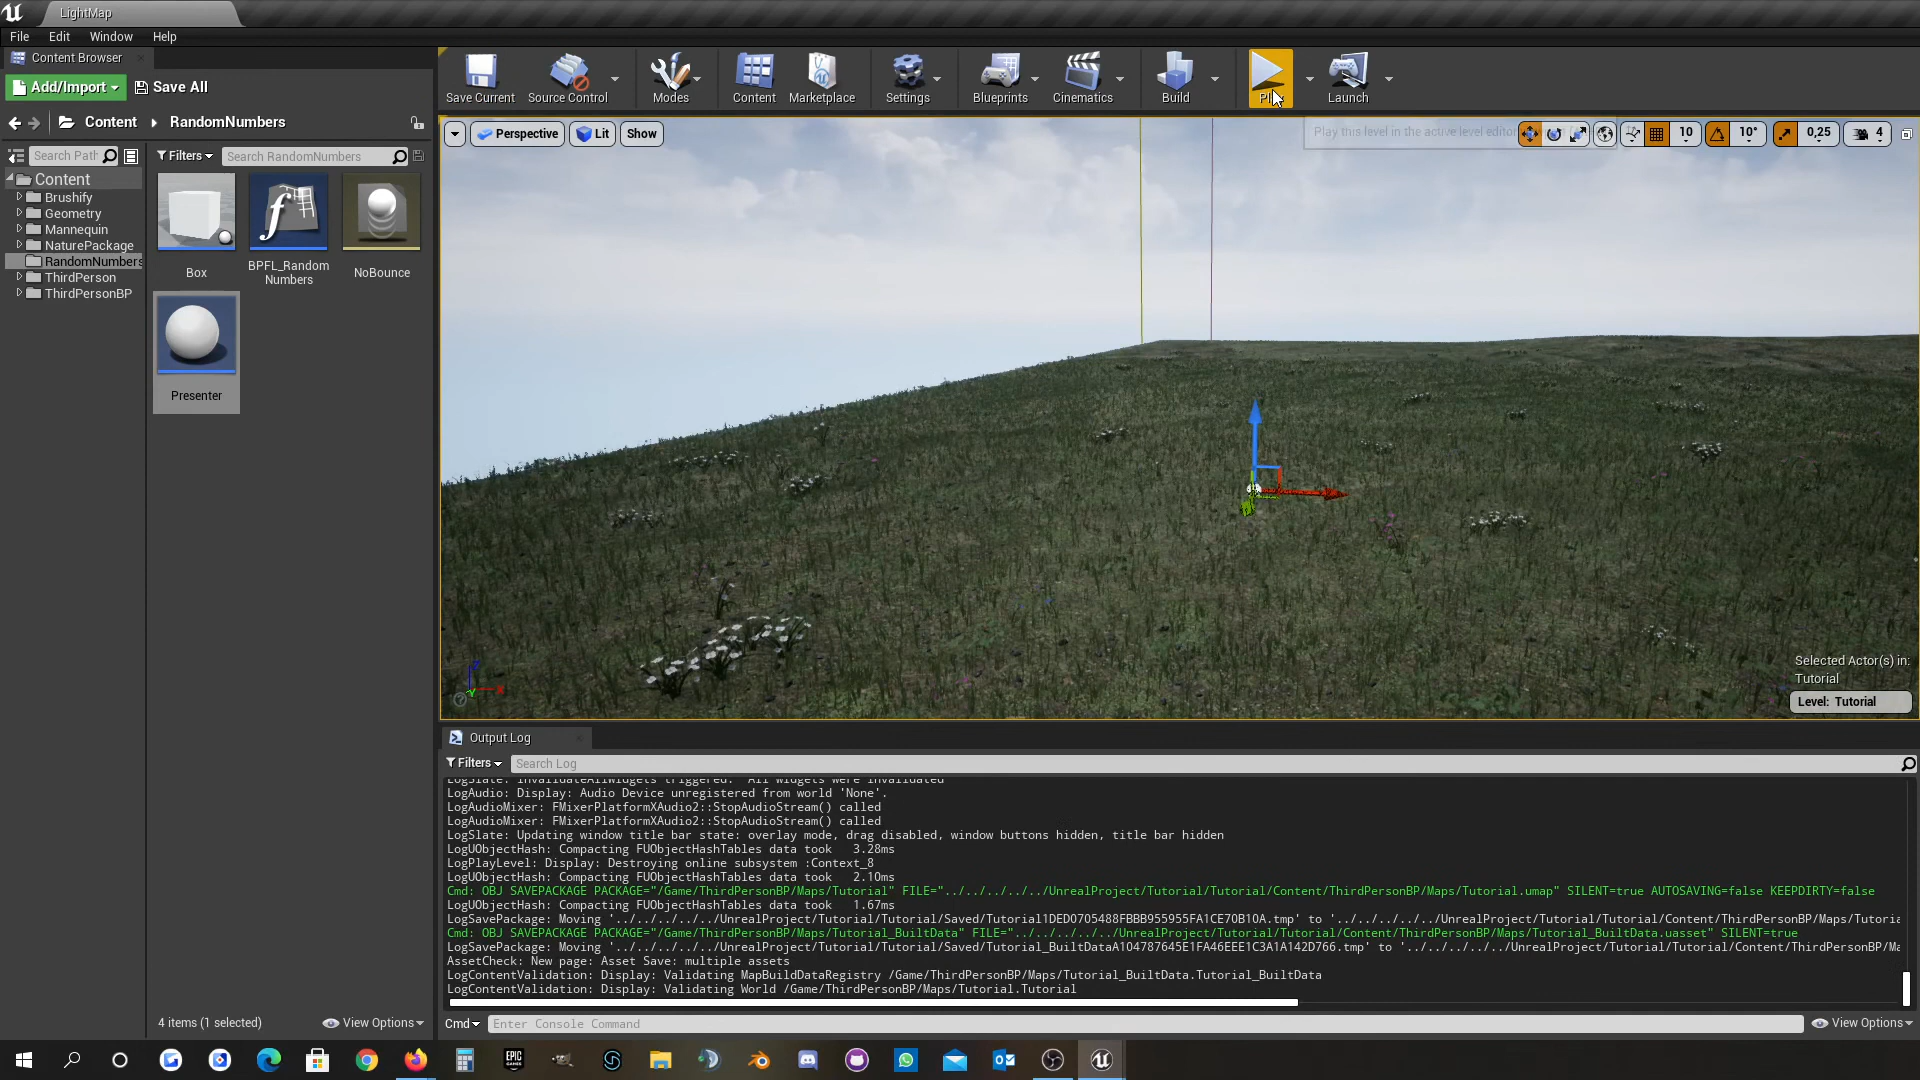 LightMap
File Edit Window Help
Content Browser
Add/Import Save All
Save Current Source Control Modes Content Marketplace Settings Blueprints Cinematics Build Play Launch
Content RandomNumbers
Perspective Lit Show
Play this level in the active level editor
10 10° 0,25 4
Search Path Filters Search RandomNumbers
Content
Brushify
Geometry
Mannequin
NaturePackage
RandomNumbers
ThirdPerson
ThirdPersonBP
Box
BPFL_Random
Numbers
NoBounce
Presenter
Selected Actor(s) in:
Tutorial
Level: Tutorial
Output Log
Filters Search Log
LogSlate: InvalidateAllWidgets triggered. All widgets were invalidated
LogAudio: Display: Audio Device unregistered from world 'None'.
LogAudioMixer: FMixerPlatformXAudio2::StopAudioStream() called
LogAudioMixer: FMixerPlatformXAudio2::StopAudioStream() called
LogSlate: Updating window title bar state: overlay mode, drag disabled, window buttons hidden, title bar hidden
LogUObjectHash: Compacting FUObjectHashTables data took 3.28ms
LogPlayLevel: Display: Destroying online subsystem :Context_8
LogUObjectHash: Compacting FUObjectHashTables data took 2.10ms
Cmd: OBJ SAVEPACKAGE PACKAGE="/Game/ThirdPersonBP/Maps/Tutorial" FILE="../../../../../UnrealProject/Tutorial/Tutorial/Content/ThirdPersonBP/Maps/Tutorial.umap" SILENT=true AUTOSAVING=false KEEPDIRTY=false
LogUObjectHash: Compacting FUObjectHashTables data took 1.67ms
LogSavePackage: Moving '../../../../../UnrealProject/Tutorial/Tutorial/Saved/Tutorial1DED0705488FBBB955955FA1CE70B10A.tmp' to '../../../../../UnrealProject/Tutorial/Tutorial/Content/ThirdPersonBP/Maps/Tutoria
Cmd: OBJ SAVEPACKAGE PACKAGE="/Game/ThirdPersonBP/Maps/Tutorial_BuiltData" FILE="../../../../../UnrealProject/Tutorial/Tutorial/Content/ThirdPersonBP/Maps/Tutorial_BuiltData.uasset" SILENT=true
LogSavePackage: Moving '../../../../../UnrealProject/Tutorial/Tutorial/Saved/Tutorial_BuiltDataA104787645E1FA46EEE1C3A1A142D766.tmp' to '../../../../../UnrealProject/Tutorial/Tutorial/Content/ThirdPersonBP/Ma
AssetCheck: New page: Asset Save: multiple assets
LogContentValidation: Display: Validating MapBuildDataRegistry /Game/ThirdPersonBP/Maps/Tutorial_BuiltData.Tutorial_BuiltData
LogContentValidation: Display: Validating World /Game/ThirdPersonBP/Maps/Tutorial.Tutorial
4 items (1 selected) View Options
Cmd Enter Console Command View Options
EPIC GAMES